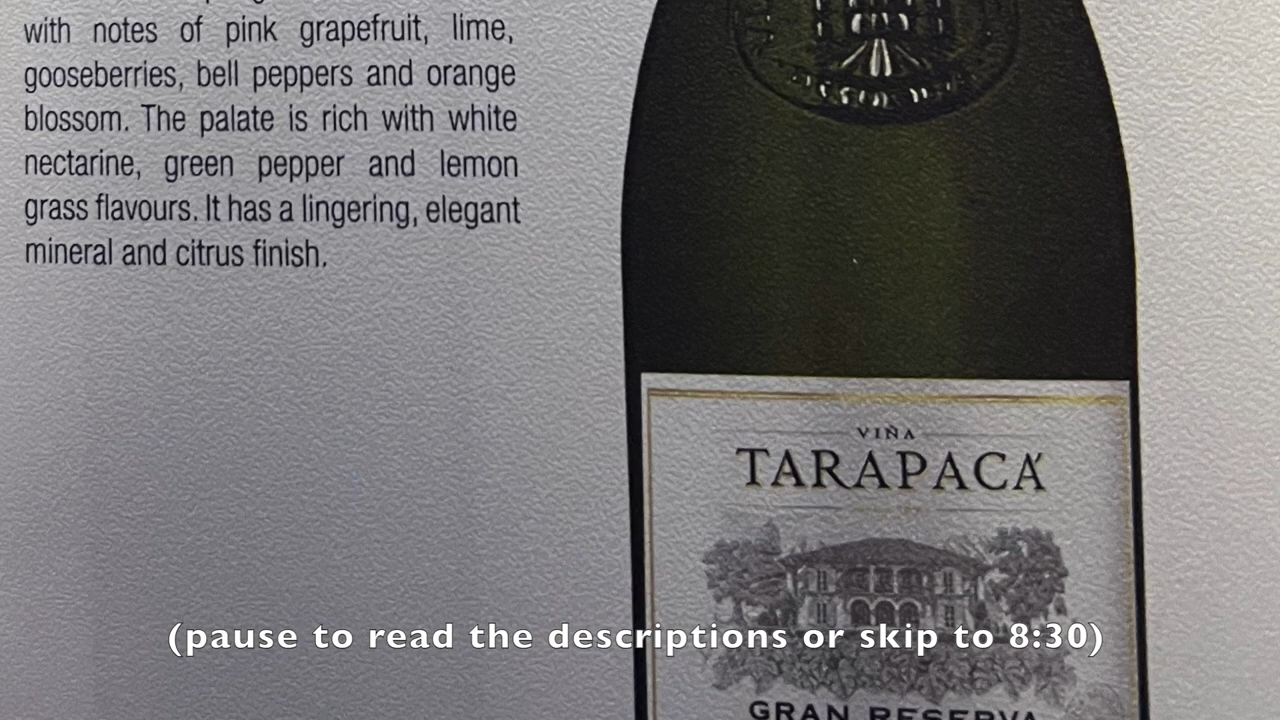 with notes of pink grapefruit, lime,
gooseberries, bell peppers and orange
blossom. The palate is rich with white
nectarine, green pepper and lemon
grass flavours. It has a lingering, elegant
mineral and citrus finish.
VIÑA
TARAPACÁ
GRAN RESERVA
(pause to read the descriptions or skip to 8:30)